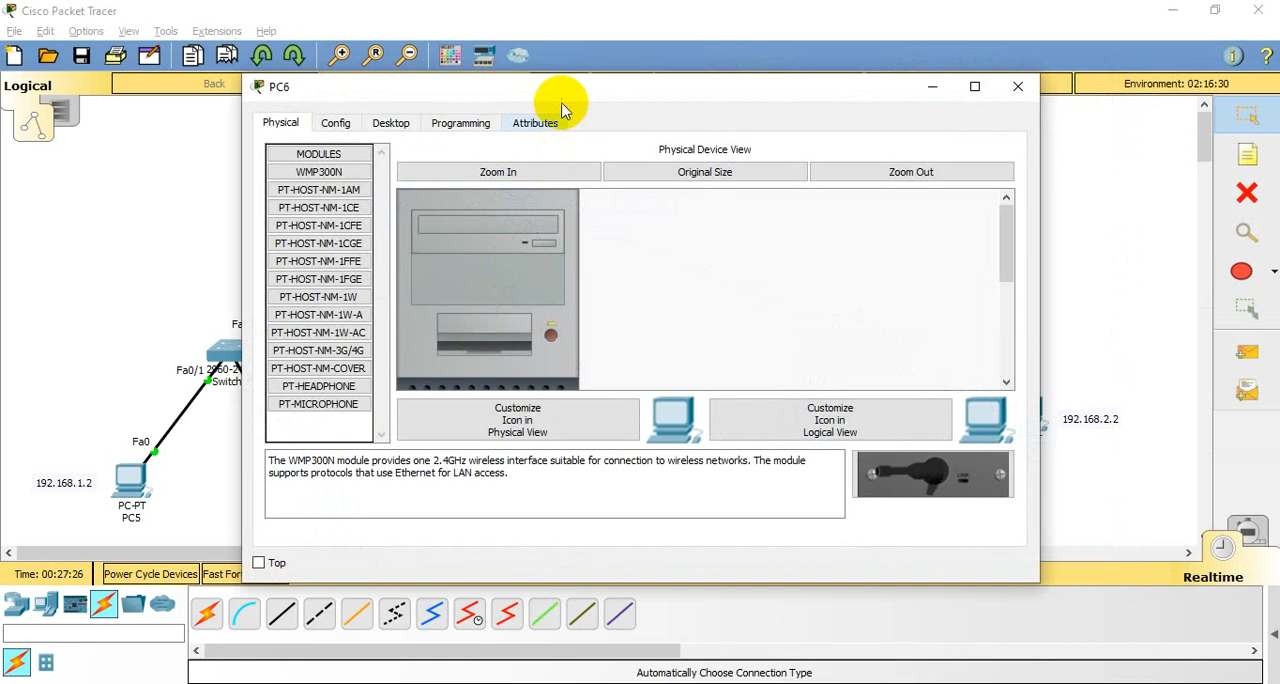 Cisco Packet Tracer
File Edit Options View Tools Extensions Help
Logical
Back
Environment: 02:16:30
PC6
Physical Config Desktop Programming Attributes
MODULES
WMP300N
PT-HOST-NM-1AM
PT-HOST-NM-1CE
PT-HOST-NM-1CFE
PT-HOST-NM-1CGE
PT-HOST-NM-1FFE
PT-HOST-NM-1FGE
PT-HOST-NM-1W
PT-HOST-NM-1W-A
PT-HOST-NM-1W-AC
PT-HOST-NM-3G/4G
PT-HOST-NM-COVER
PT-HEADPHONE
PT-MICROPHONE
Physical Device View
Zoom In Original Size Zoom Out
Customize
Icon in
Physical View
Customize
Icon in
Logical View
The WMP300N module provides one 2.4GHz wireless interface suitable for connection to wireless networks. The module
supports protocols that use Ethernet for LAN access.
Top
Fa
Fa0/1 2960-2
Switch
Fa0
192.168.1.2
PC-PT
PC5
192.168.2.2
Time: 00:27:26 Power Cycle Devices Fast For
Realtime
Automatically Choose Connection Type